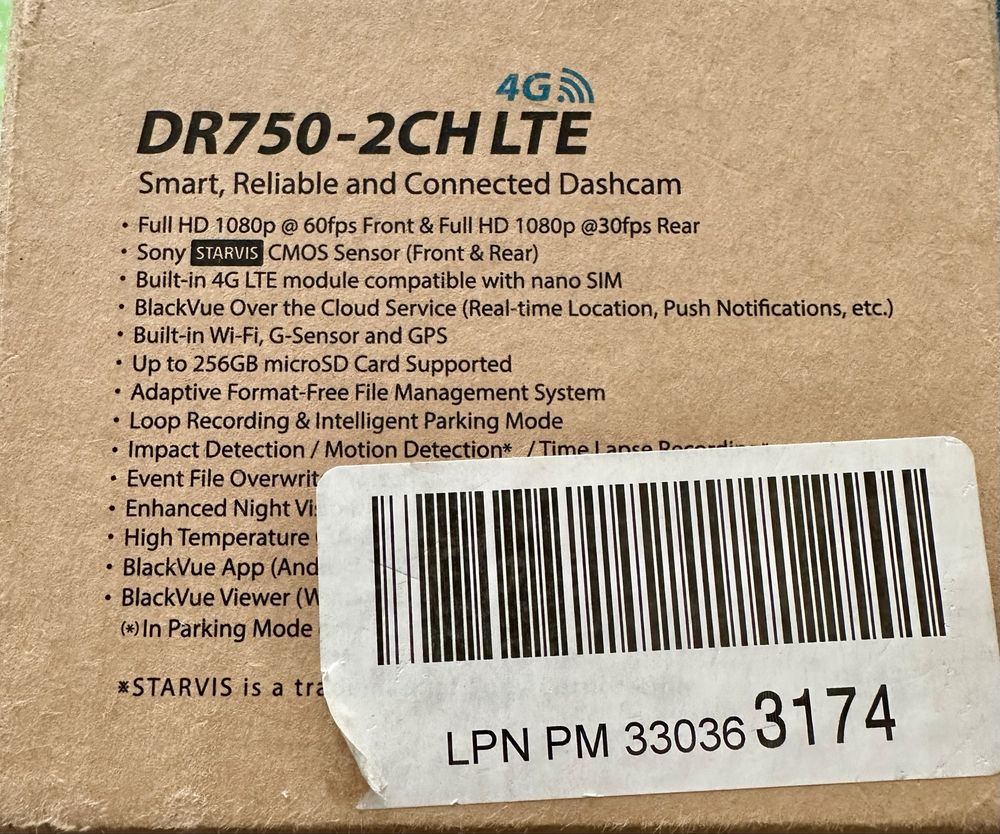 4G
DR750-2CH LTE
Smart, Reliable and Connected Dashcam
• Full HD 1080p @ 60fps Front & Full HD 1080p @30fps Rear
• Sony STARVIS CMOS Sensor (Front & Rear)
• Built-in 4G LTE module compatible with nano SIM
• BlackVue Over the Cloud Service (Real-time Location, Push Notifications, etc.)
• Built-in Wi-Fi, G-Sensor and GPS
• Up to 256GB microSD Card Supported
• Adaptive Format-Free File Management System
• Loop Recording & Intelligent Parking Mode
• Impact Detection / Motion Detection* / Time Lapse Recording*
• Event File
• Enhanced Night
• High Temperature
• BlackVue App
• BlackVue Viewer
(*)In Parking Mode
※STARVIS is a
LPN PM 330363174